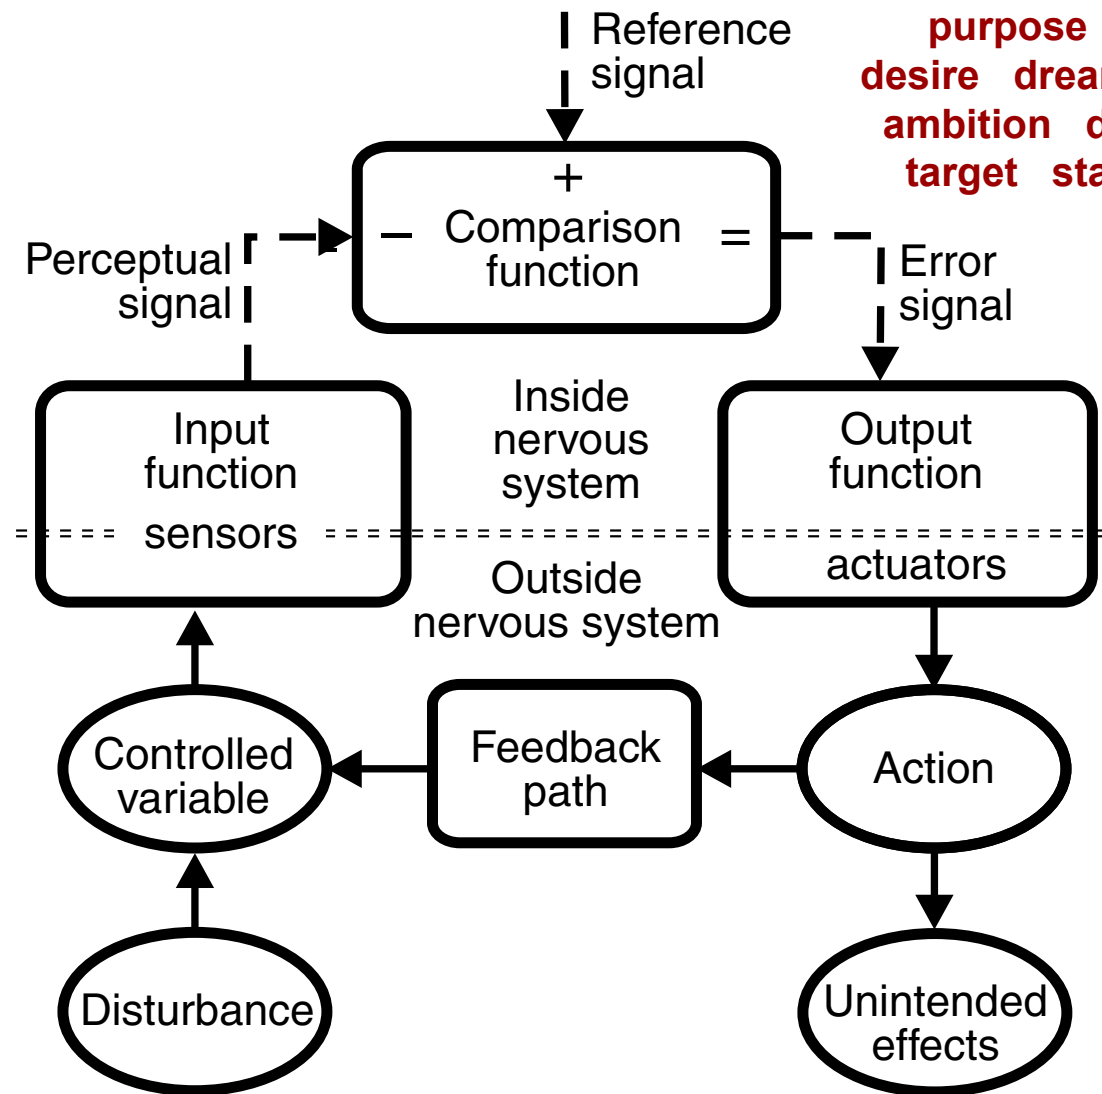 Reference
signal
purpose
desire
ambition
target
+
− Comparison =
function
Perceptual
signal
Error
signal
Input
function
sensors
Inside
nervous
system
Output
function
actuators
Outside
nervous system
Controlled
variable
Feedback
path
Action
Disturbance
Unintended
effects